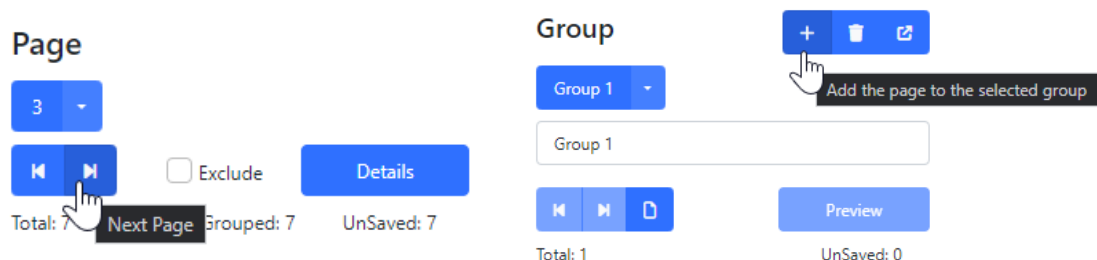 Page
3
Exclude
Details
Total: 7
Grouped: 7
UnSaved: 7
Next Page
Group
Add the page to the selected group
Group 1
Group 1
Preview
Total: 1
UnSaved: 0